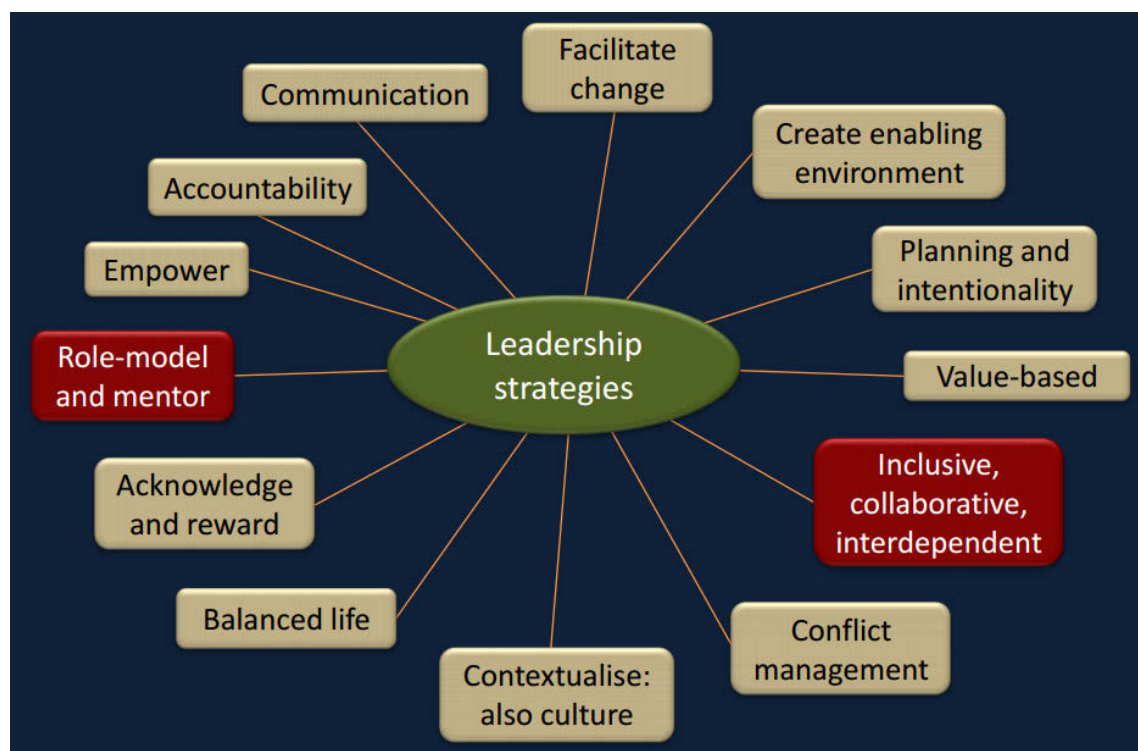 Facilitate
change
Communication
Create enabling
environment
Accountability
Empower
Planning and
intentionality
Leadership
strategies
Role-model
and mentor
Value-based
Acknowledge
and reward
Inclusive,
collaborative,
interdependent
Balanced life
Conflict
management
Contextualise:
also culture